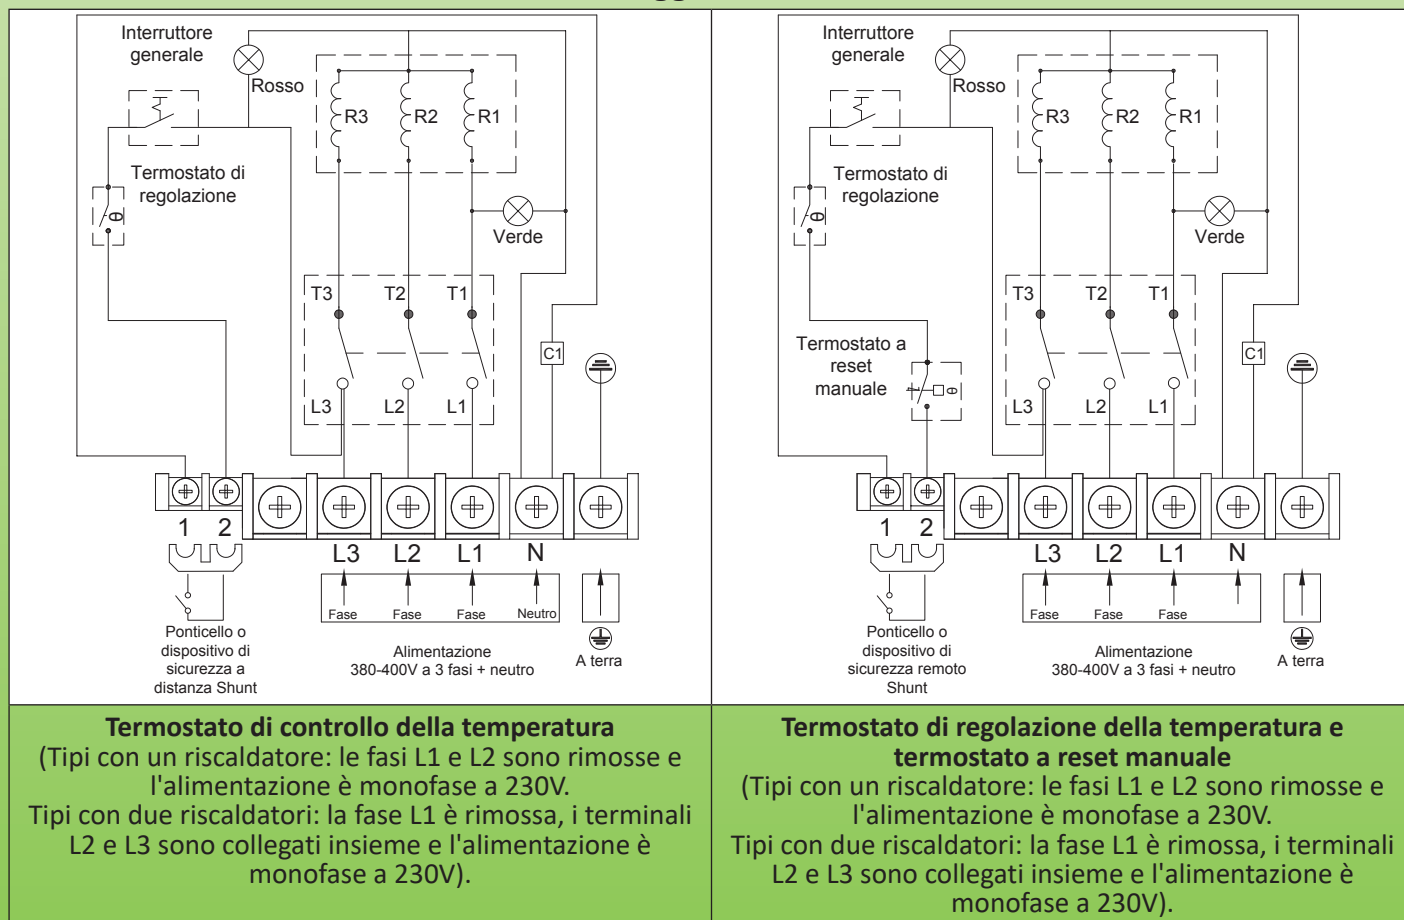 Interruttore
generale
Rosso
R3
R2
R1
Termostato di
regolazione
θ
Verde
T3
T2
T1
C1
L3
L2
L1
1
2
L3
L2
L1
N
Fase
Fase
Fase
Neutro
Ponticello o
dispositivo di
sicurezza a
distanza Shunt
Alimentazione
380-400V a 3 fasi + neutro
A terra
Interruttore
generale
Rosso
R3
R2
R1
Termostato di
regolazione
θ
Verde
T3
T2
T1
Termostato a
reset
manuale
θ
C1
L3
L2
L1
1
2
L3
L2
L1
N
Fase
Fase
Fase
Ponticello o
dispositivo di
sicurezza remoto
Shunt
Alimentazione
380-400V a 3 fasi + neutro
A terra
Termostato di controllo della temperatura
(Tipi con un riscaldatore: le fasi L1 e L2 sono rimosse e
l'alimentazione è monofase a 230V.
Tipi con due riscaldatori: la fase L1 è rimossa, i terminali
L2 e L3 sono collegati insieme e l'alimentazione è
monofase a 230V).
Termostato di regolazione della temperatura e
termostato a reset manuale
(Tipi con un riscaldatore: le fasi L1 e L2 sono rimosse e
l'alimentazione è monofase a 230V.
Tipi con due riscaldatori: la fase L1 è rimossa, i terminali
L2 e L3 sono collegati insieme e l'alimentazione è
monofase a 230V).